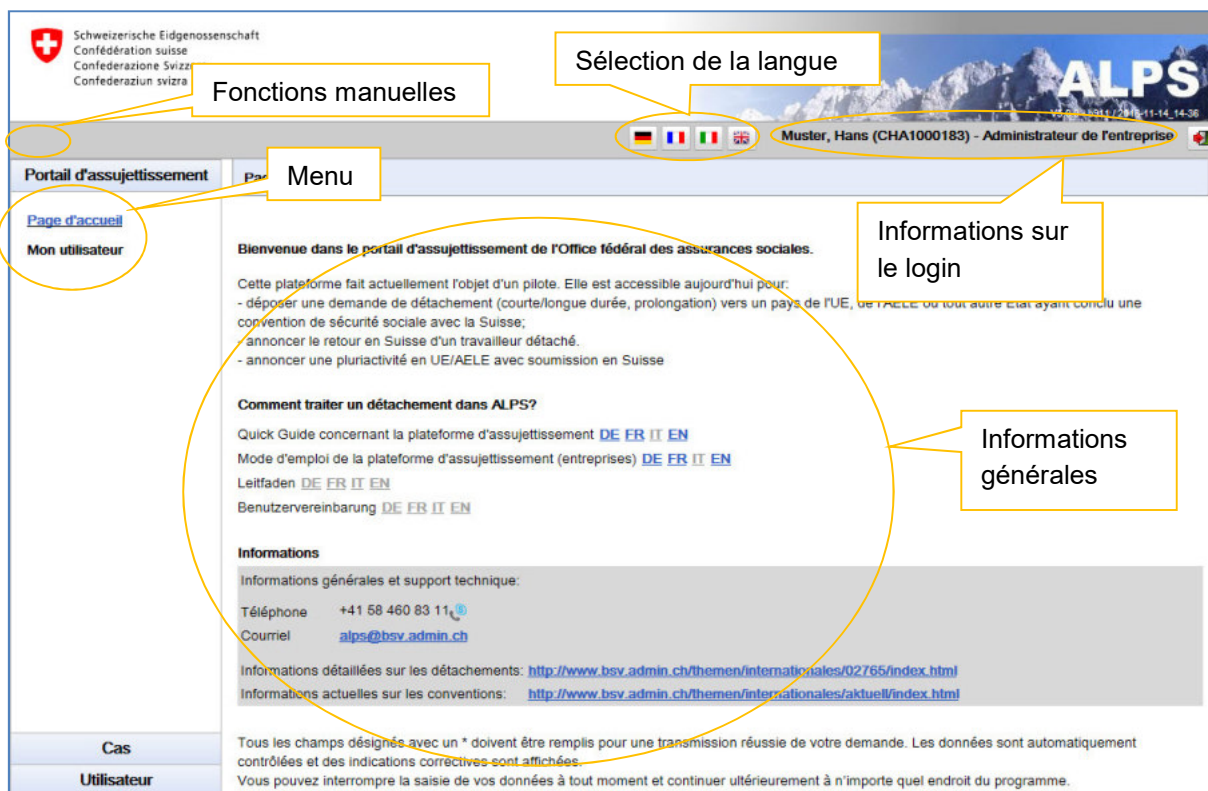 Schweizerische Eidgenossenschaft
Confédération suisse
Confederazione Svizzera
Confederaziun svizra
Fonctions manuelles
Sélection de la langue
ALPS
Muster, Hans (CHA1000183) - Administrateur de l'entreprise
Portail d'assujettissement
Menu
Page d'accueil
Mon utilisateur
Informations sur
le login
Bienvenue dans le portail d'assujettissement de l'Office fédéral des assurances sociales.
Cette plateforme fait actuellement l'objet d'un pilote. Elle est accessible aujourd'hui pour:
- déposer une demande de détachement (courte/longue durée, prolongation) vers un pays de l'UE, de l'AELE ou tout autre Etat ayant conclu une
convention de sécurité sociale avec la Suisse;
- annoncer le retour en Suisse d'un travailleur détaché.
- annoncer une pluriactivité en UE/AELE avec soumission en Suisse
Comment traiter un détachement dans ALPS?
Quick Guide concernant la plateforme d'assujettissement DE FR IT EN
Mode d'emploi de la plateforme d'assujettissement (entreprises) DE FR IT EN
Leitfaden DE FR IT EN
Benutzervereinbarung DE FR IT EN
Informations
générales
Informations
Informations générales et support technique:
Téléphone +41 58 460 83 11
Courriel alps@bsv.admin.ch
Informations détaillées sur les détachements: http://www.bsv.admin.ch/themen/internationales/02765/index.html
Informations actuelles sur les conventions: http://www.bsv.admin.ch/themen/internationales/aktuell/index.html
Cas
Utilisateur
Tous les champs désignés avec un * doivent être remplis pour une transmission réussie de votre demande. Les données sont automatiquement
contrôlées et des indications correctives sont affichées.
Vous pouvez interrompre la saisie de vos données à tout moment et continuer ultérieurement à n'importe quel endroit du programme.